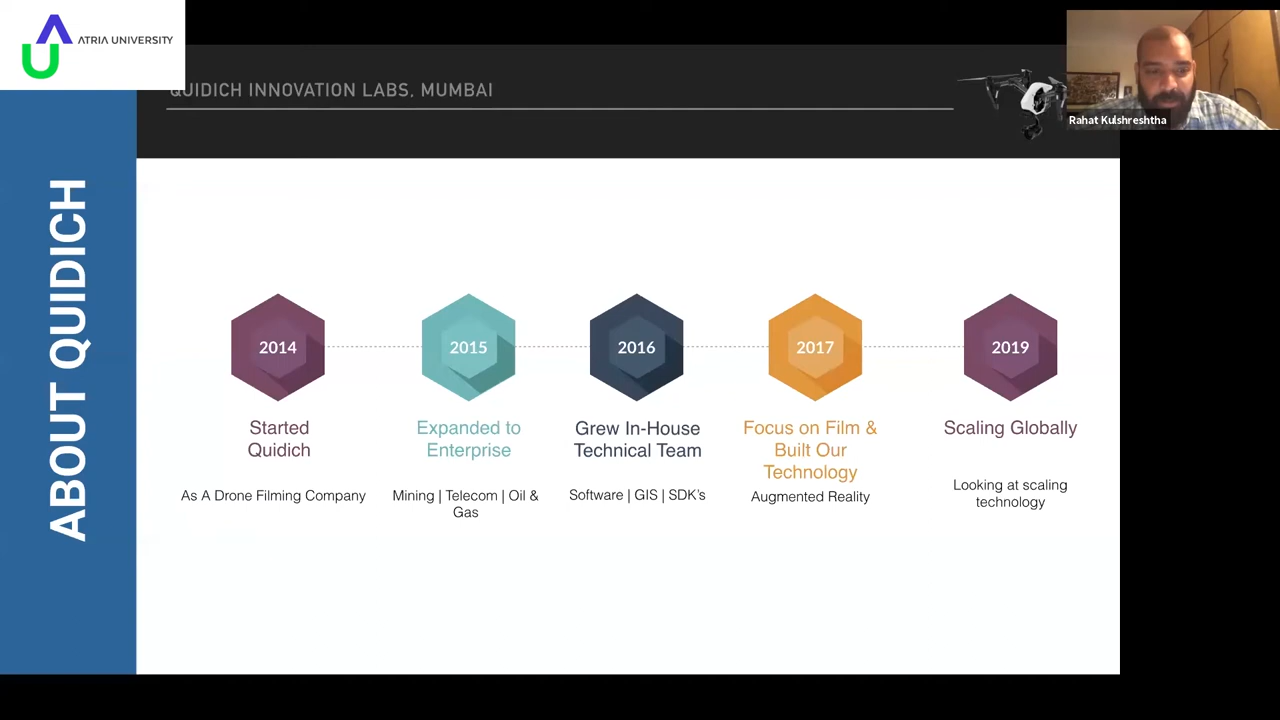 ATRIA UNIVERSITY
QUIDICH INNOVATION LABS, MUMBAI
Rahat Kulshreshtha
ABOUT QUIDICH
2014
Started
Quidich
As A Drone Filming Company
2015
Expanded to
Enterprise
Mining | Telecom | Oil &
Gas
2016
Grew In-House
Technical Team
Software | GIS | SDK's
2017
Focus on Film &
Built Our
Technology
Augmented Reality
2019
Scaling Globally
Looking at scaling
technology